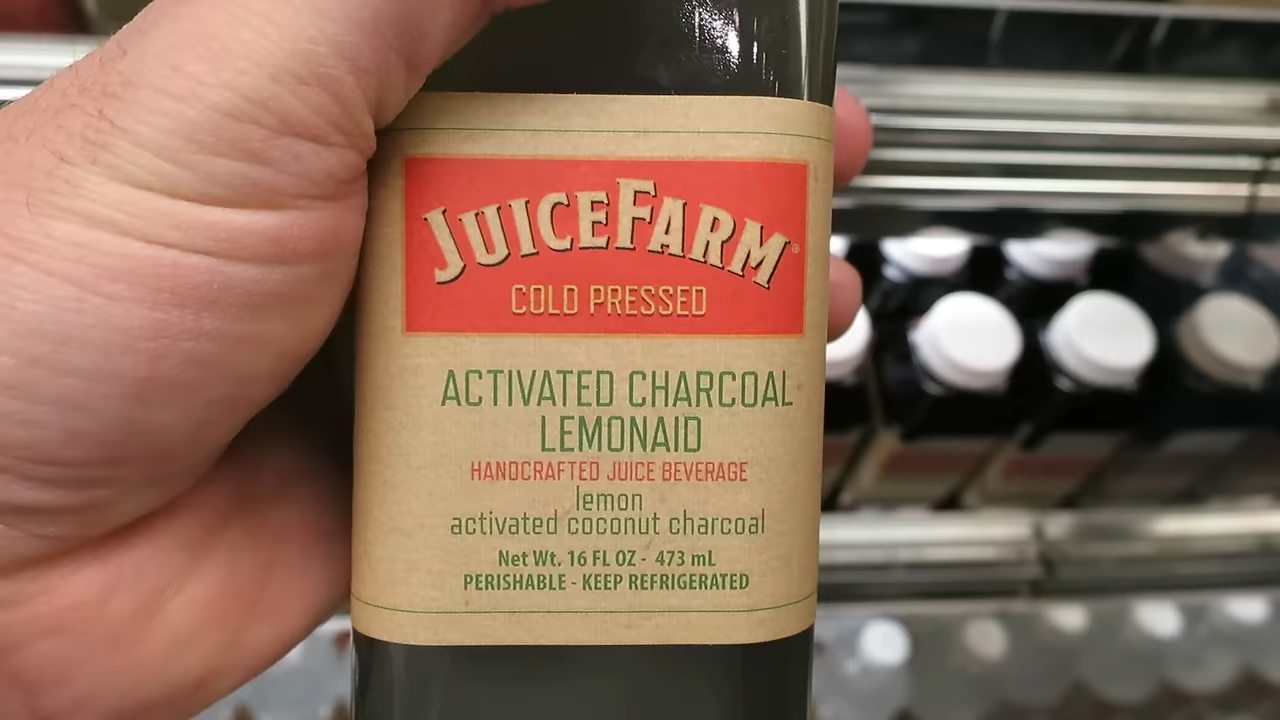 JUICEFARM®
COLD PRESSED
ACTIVATED CHARCOAL
LEMONAID
HANDCRAFTED JUICE BEVERAGE
lemon
activated coconut charcoal
Net Wt. 16 FL OZ - 473 mL
PERISHABLE - KEEP REFRIGERATED